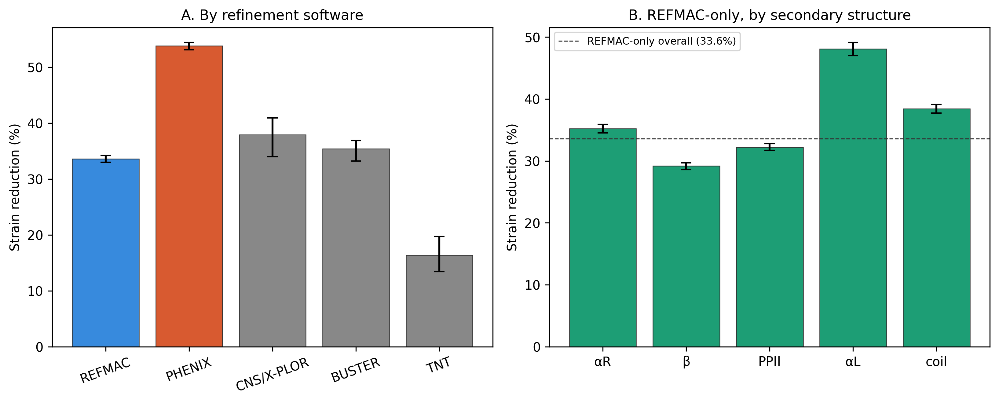 A. By refinement software
Strain reduction (%)
50
40
30
20
10
0
REFMAC
PHENIX
CNS/X-PLOR
BUSTER
TNT
B. REFMAC-only, by secondary structure
REFMAC-only overall (33.6%)
Strain reduction (%)
50
40
30
20
10
0
αR
β
PPII
αL
coil